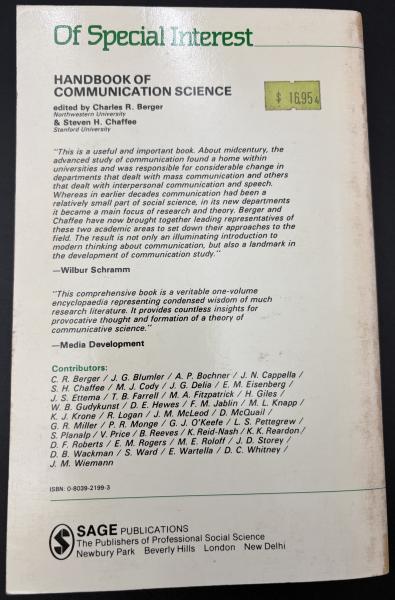 Of Special Interest
HANDBOOK OF
COMMUNICATION SCIENCE
$ 16.95
edited by Charles R. Berger
Northwestern University
& Steven H. Chaffee
Stanford University
"This is a useful and important book. About midcentury, the
advanced study of communication found a home within
universities and was responsible for considerable change in
departments that dealt with mass communication and others
that dealt with interpersonal communication and speech.
Whereas in earlier decades communication had been a
relatively small part of social science, in its new departments
it became a main focus of research and theory. Berger and
Chaffee have now brought together leading representatives of
these two academic areas to set down their approaches to the
field. The result is not only an illuminating introduction to
modern thinking about communication, but also a landmark in
the development of communication study."
—Wilbur Schramm
"This comprehensive book is a veritable one-volume
encyclopaedia representing condensed wisdom of much
research literature. It provides countless insights for
provocative thought and formation of a theory of
communicative science."
—Media Development
Contributors:
C. R. Berger / J. G. Blumler / A. P. Bochner / J. N. Cappella /
S. H. Chaffee / M. J. Cody / J. G. Delia / E. M. Eisenberg /
J. S. Ettema / T. B. Farrell / M. A. Fitzpatrick / H. Giles /
W. B. Gudykunst / D. E. Hewes / F. M. Jablin / M. L. Knapp /
K. J. Krone / R. Logan / J. M. McLeod / D. McQuail /
G. R. Miller / P. R. Monge / G. J. O'Keefe / L. S. Pettegrew /
S. Planalp / V. Price / B. Reeves / K. Reid-Nash / K. K. Reardon /
D. F. Roberts / E. M. Rogers / M. E. Roloff / J. D. Storey /
D. B. Wackman / S. Ward / E. Wartella / D. C. Whitney /
J. M. Wiemann
ISBN: 0-8039-2199-3
S
SAGE PUBLICATIONS
The Publishers of Professional Social Science
Newbury Park Beverly Hills London New Delhi